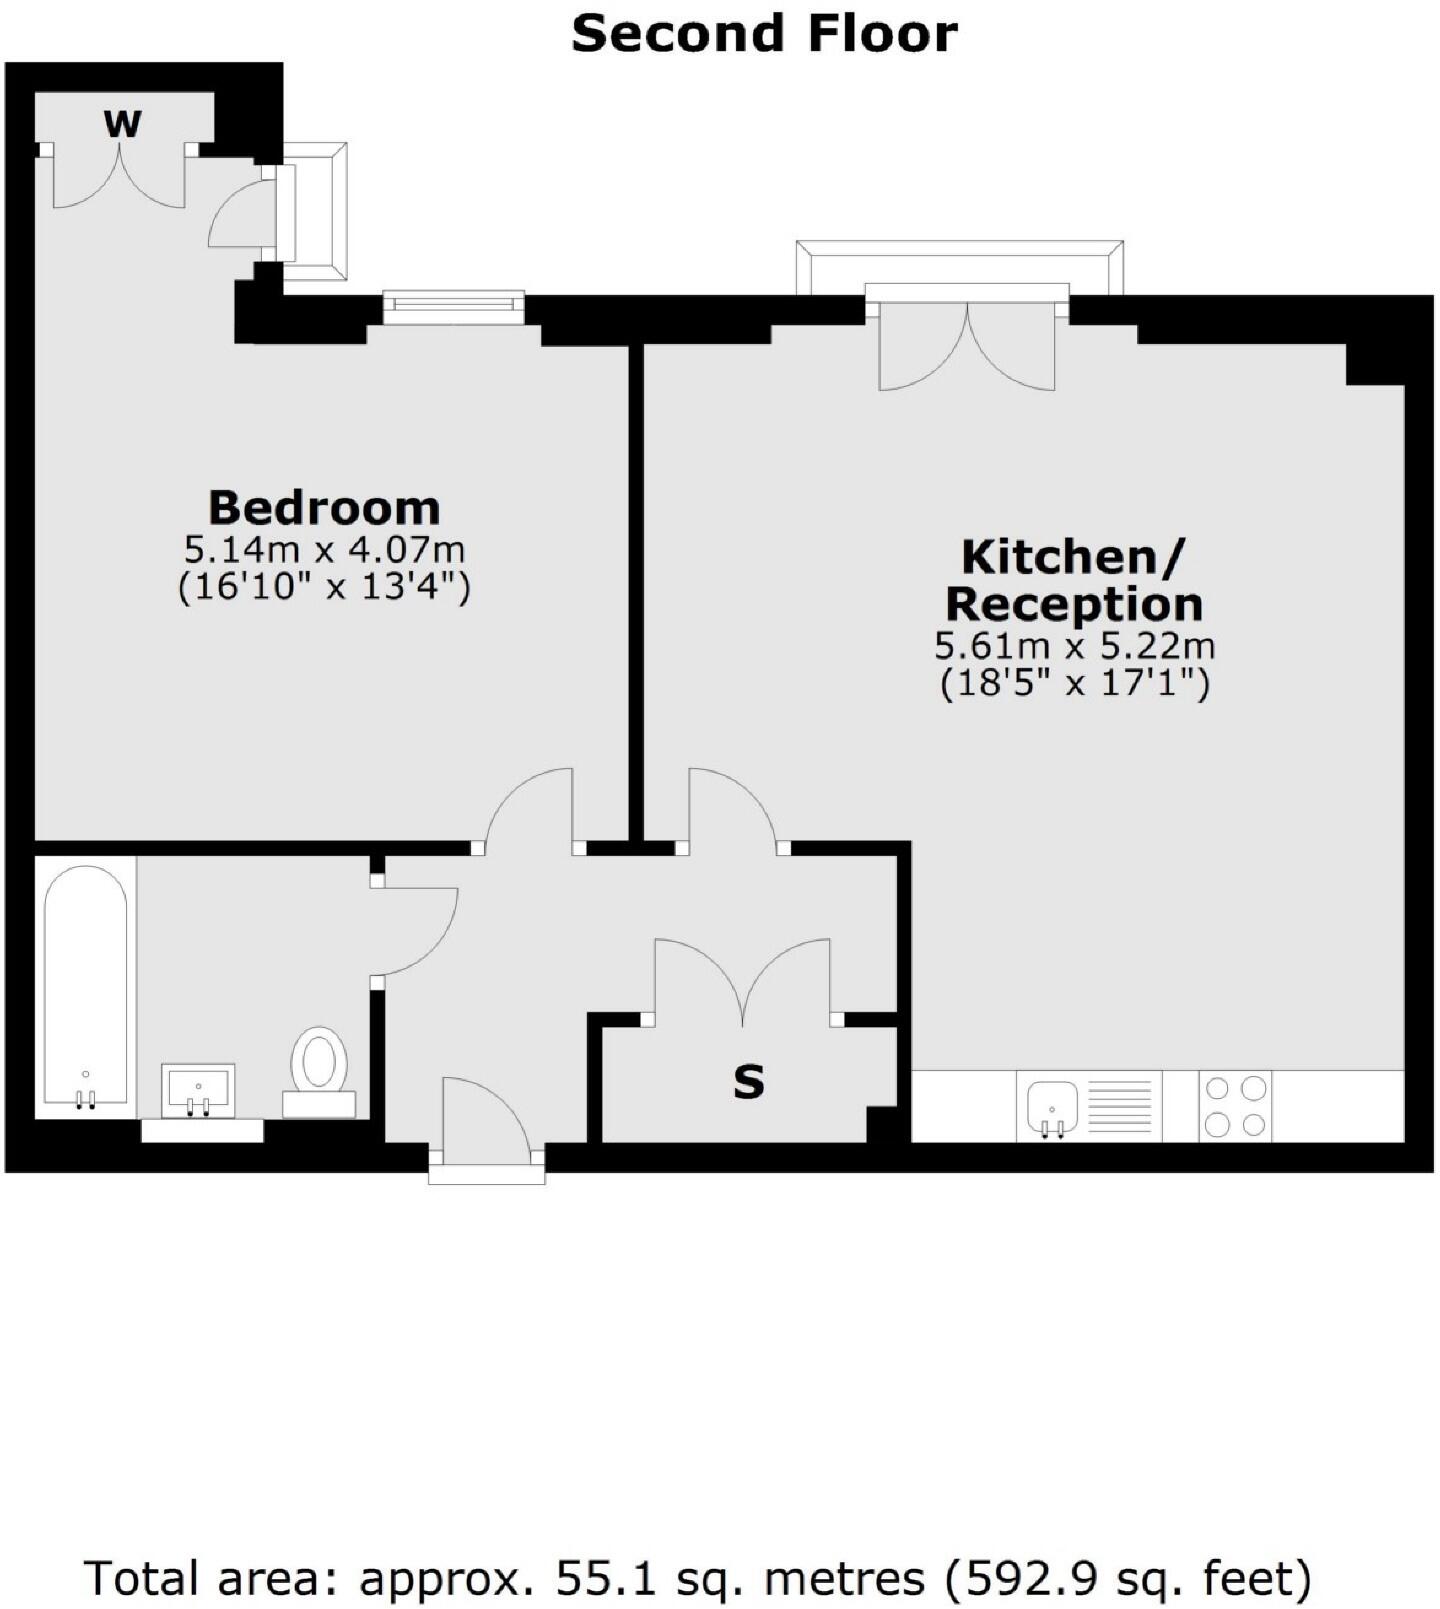 Second Floor
W
Bedroom
5.14m x 4.07m
(16'10" x 13'4")
Kitchen/
Reception
5.61m x 5.22m
(18'5" x 17'1")
S
Total area: approx. 55.1 sq. metres (592.9 sq. feet)